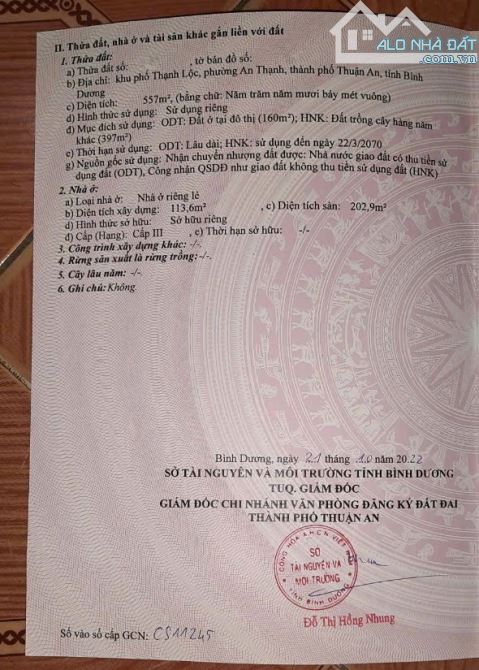 ALO NHÀ ĐẤT
.com.vn
II. Thửa đất, nhà ở và tài sản khác gắn liền với đất
1. Thửa đất:
a) Thửa đất số: , tờ bản đồ số:
b) Địa chỉ: khu phố Thạnh Lộc, phường An Thạnh, thành phố Thuận An, tỉnh Bình
Dương
c) Diện tích: 557m², (bằng chữ: Năm trăm năm mươi bảy mét vuông)
d) Hình thức sử dụng: Sử dụng riêng
đ) Mục đích sử dụng: ODT: Đất ở tại đô thị (160m²); HNK: Đất trồng cây hàng năm
khác (397m²)
e) Thời hạn sử dụng: ODT: Lâu dài; HNK: sử dụng đến ngày 22/3/2070
g) Nguồn gốc sử dụng: Nhận chuyển nhượng đất được: Nhà nước giao đất có thu tiền sử
dụng đất (ODT), Công nhận QSDĐ như giao đất không thu tiền sử dụng đất (HNK)
2. Nhà ở:
a) Loại nhà ở: Nhà ở riêng lẻ
b) Diện tích xây dựng: 113,6m² , c) Diện tích sàn: 202,9m²
d) Hình thức sở hữu: Sở hữu riêng
đ) Cấp (Hạng): Cấp III , e) Thời hạn sở hữu: -/-
3. Công trình xây dựng khác: -/-
4. Rừng sản xuất là rừng trồng: -/-.
5. Cây lâu năm: -/-
6. Ghi chú: Không.
Bình Dương, ngày 21 tháng 10 năm 2022
SỞ TÀI NGUYÊN VÀ MÔI TRƯỜNG TỈNH BÌNH DƯƠNG
TUQ. GIÁM ĐỐC
GIÁM ĐỐC CHI NHÁNH VĂN PHÒNG ĐĂNG KÝ ĐẤT ĐAI
THÀNH PHỐ THUẬN AN
CỘNG HÒA X.H.C.N VIỆT NAM
SỞ
TÀI NGUYÊN VÀ
MÔI TRƯỜNG
TỈNH BÌNH DƯƠNG
Đỗ Thị Hồng Nhung
Số vào sổ cấp GCN: CS11245